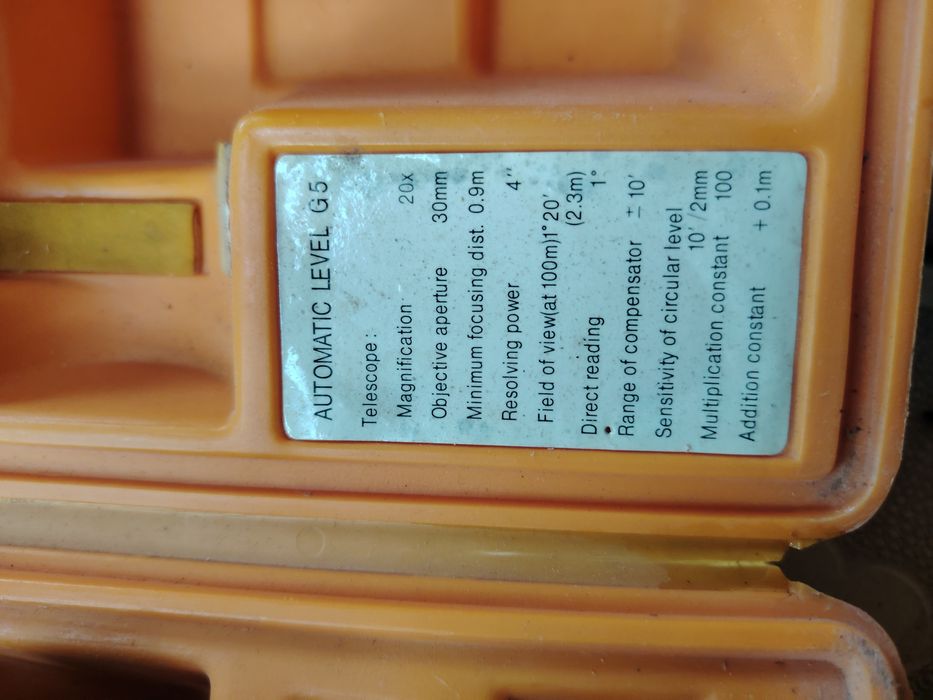 AUTOMATIC LEVEL G5
Telescope :
Magnification 20x
Objective aperture 30mm
Minimum focusing dist. 0.9m
Resolving power 4″
Field of view(at 100m)1°20′
(2.3m)
Direct reading 1°
Range of compensator ± 10′
Sensitivity of circular level
10′/2mm
Multiplication constant 100
Addition constant + 0.1m